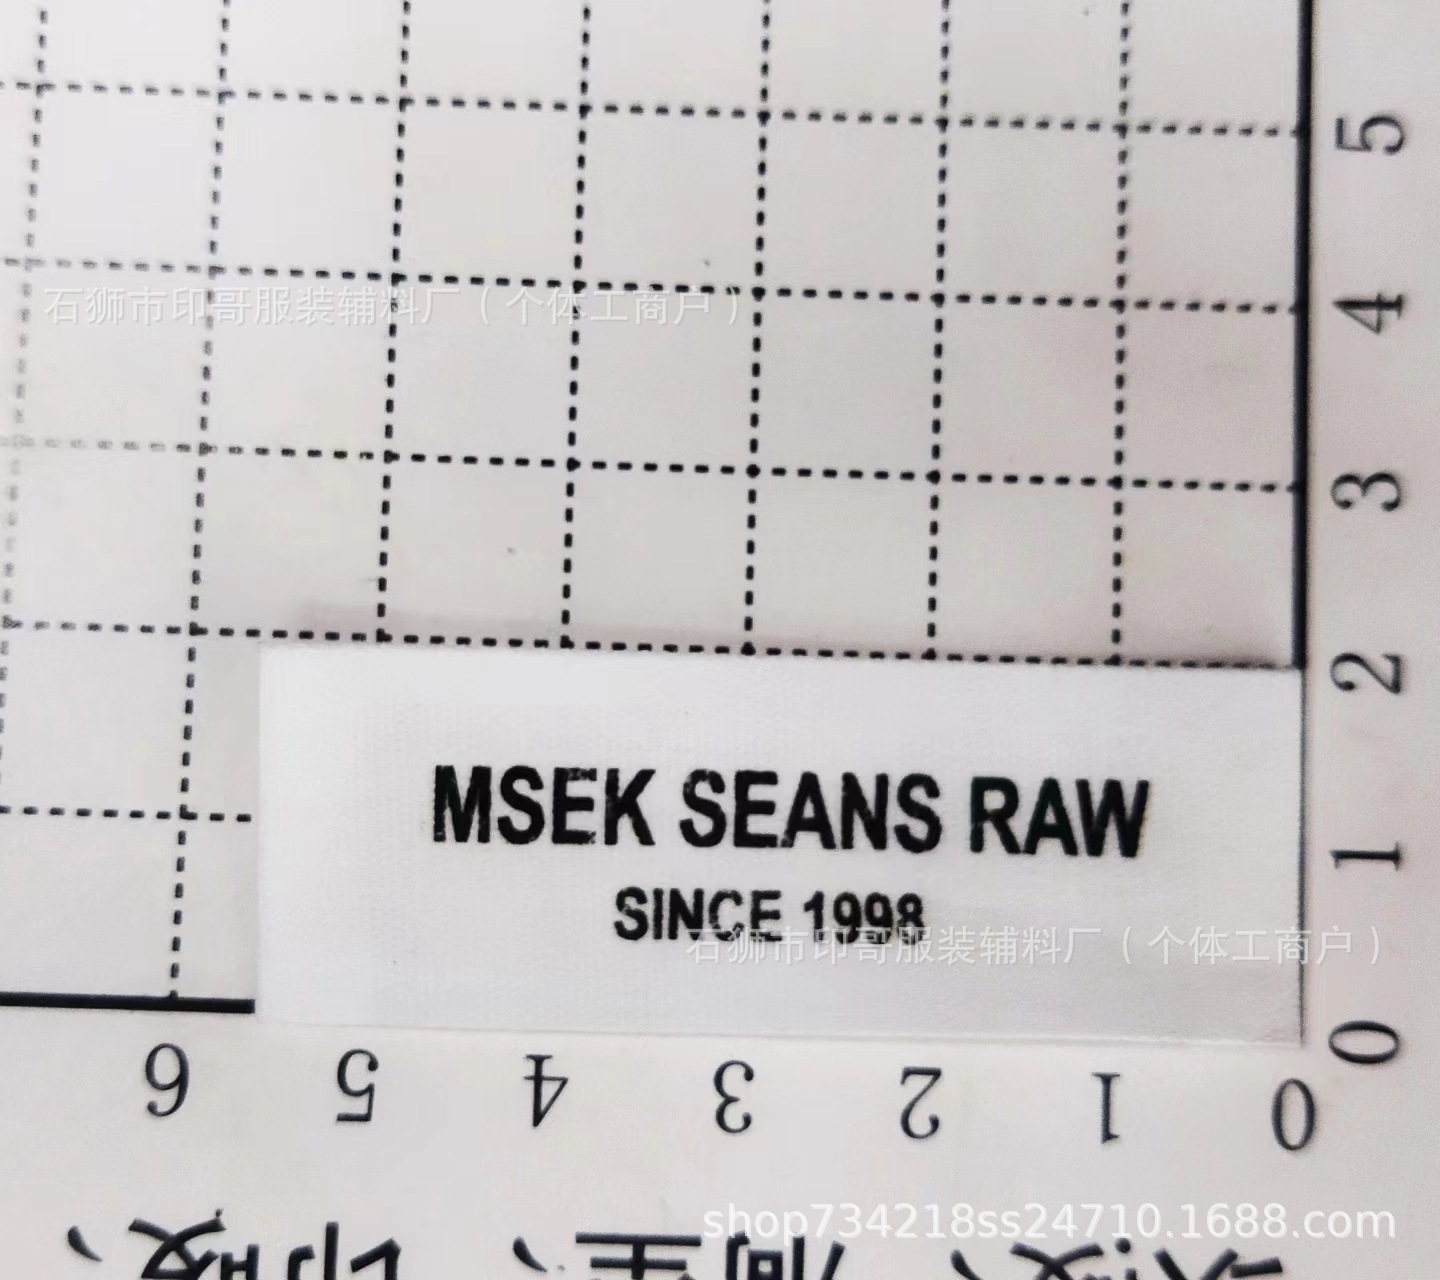 5
4
石狮市印哥服装辅料厂（个体工商户）
3
2
MSEK SEANS RAW
1
SINCE 1998
石狮市印哥服装辅料厂（个体工商户）
0
6 5 4 3 2 1 0
shop734218ss24710.1688.com